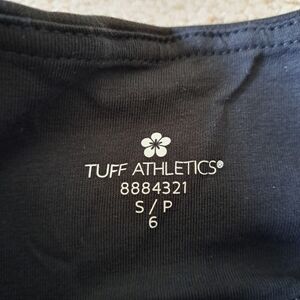 TUFF ATHLETICS®
8884321
S / P
6